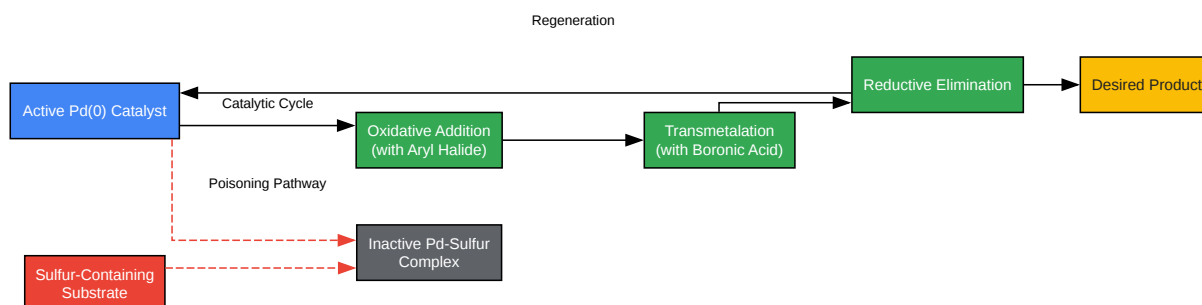 Regeneration
Active Pd(0) Catalyst
Catalytic Cycle
Oxidative Addition
(with Aryl Halide)
Transmetalation
(with Boronic Acid)
Reductive Elimination
Desired Product
Poisoning Pathway
Inactive Pd-Sulfur
Complex
Sulfur-Containing
Substrate